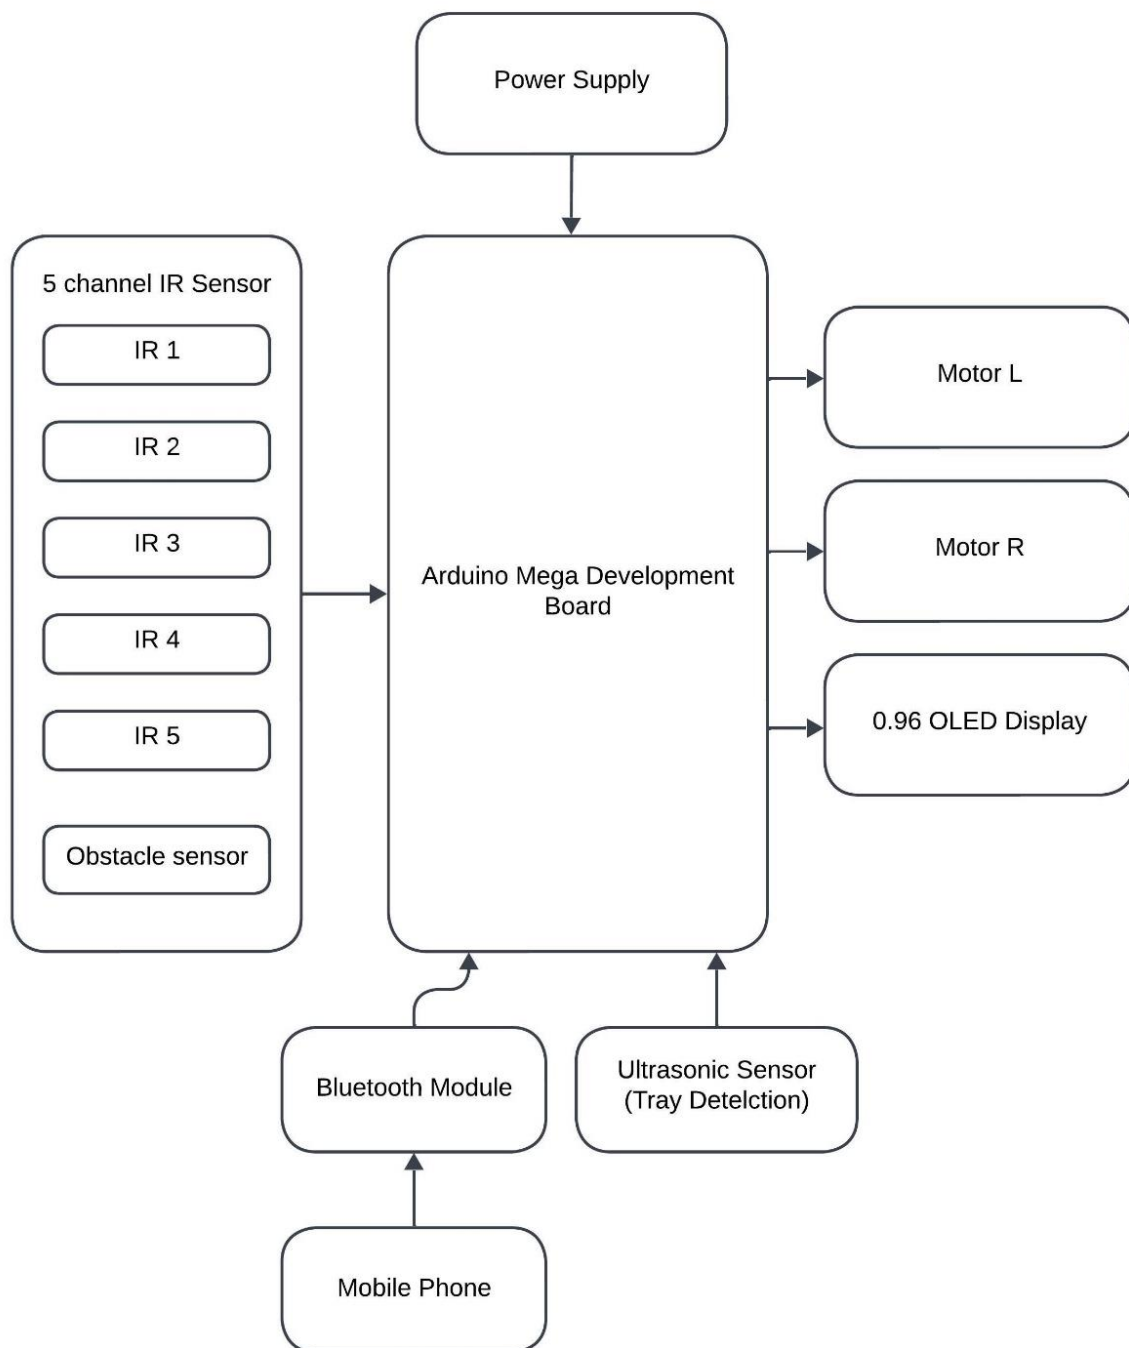 Power Supply
5 channel IR Sensor
IR 1
IR 2
IR 3
IR 4
IR 5
Obstacle sensor
Arduino Mega Development
Board
Motor L
Motor R
0.96 OLED Display
Bluetooth Module
Ultrasonic Sensor
(Tray Detelction)
Mobile Phone